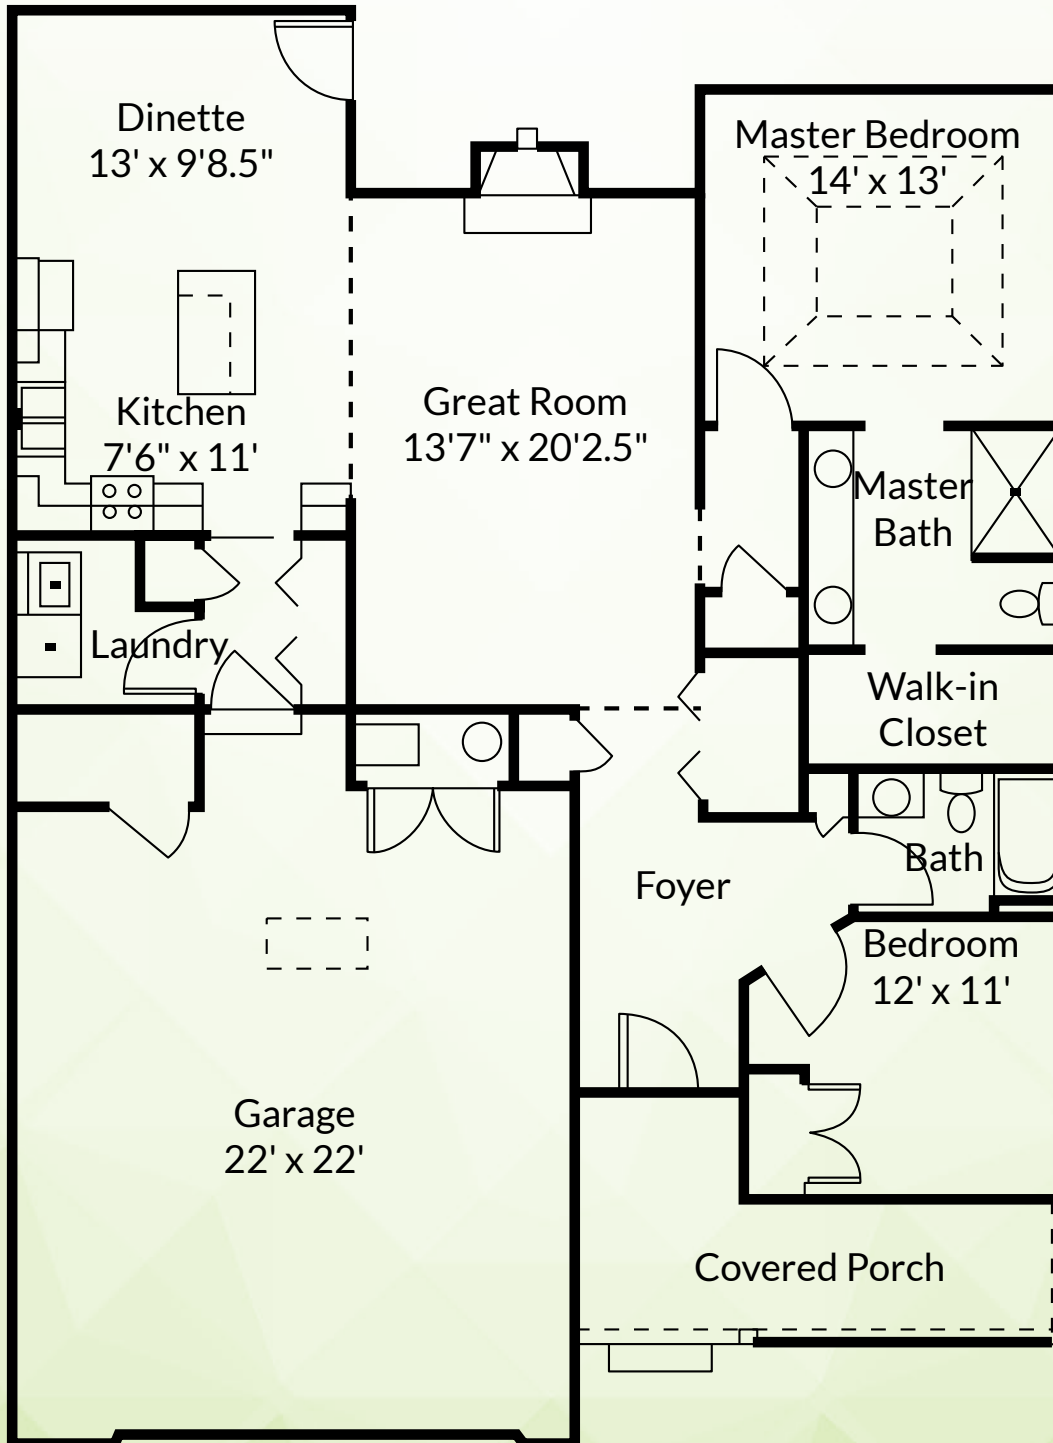 Dinette
13' x 9'8.5"
Master Bedroom
14' x 13'
Kitchen
7'6" x 11'
Great Room
13'7" x 20'2.5"
Master
Bath
Laundry
Walk-in
Closet
Bath
Foyer
Bedroom
12' x 11'
Garage
22' x 22'
Covered Porch